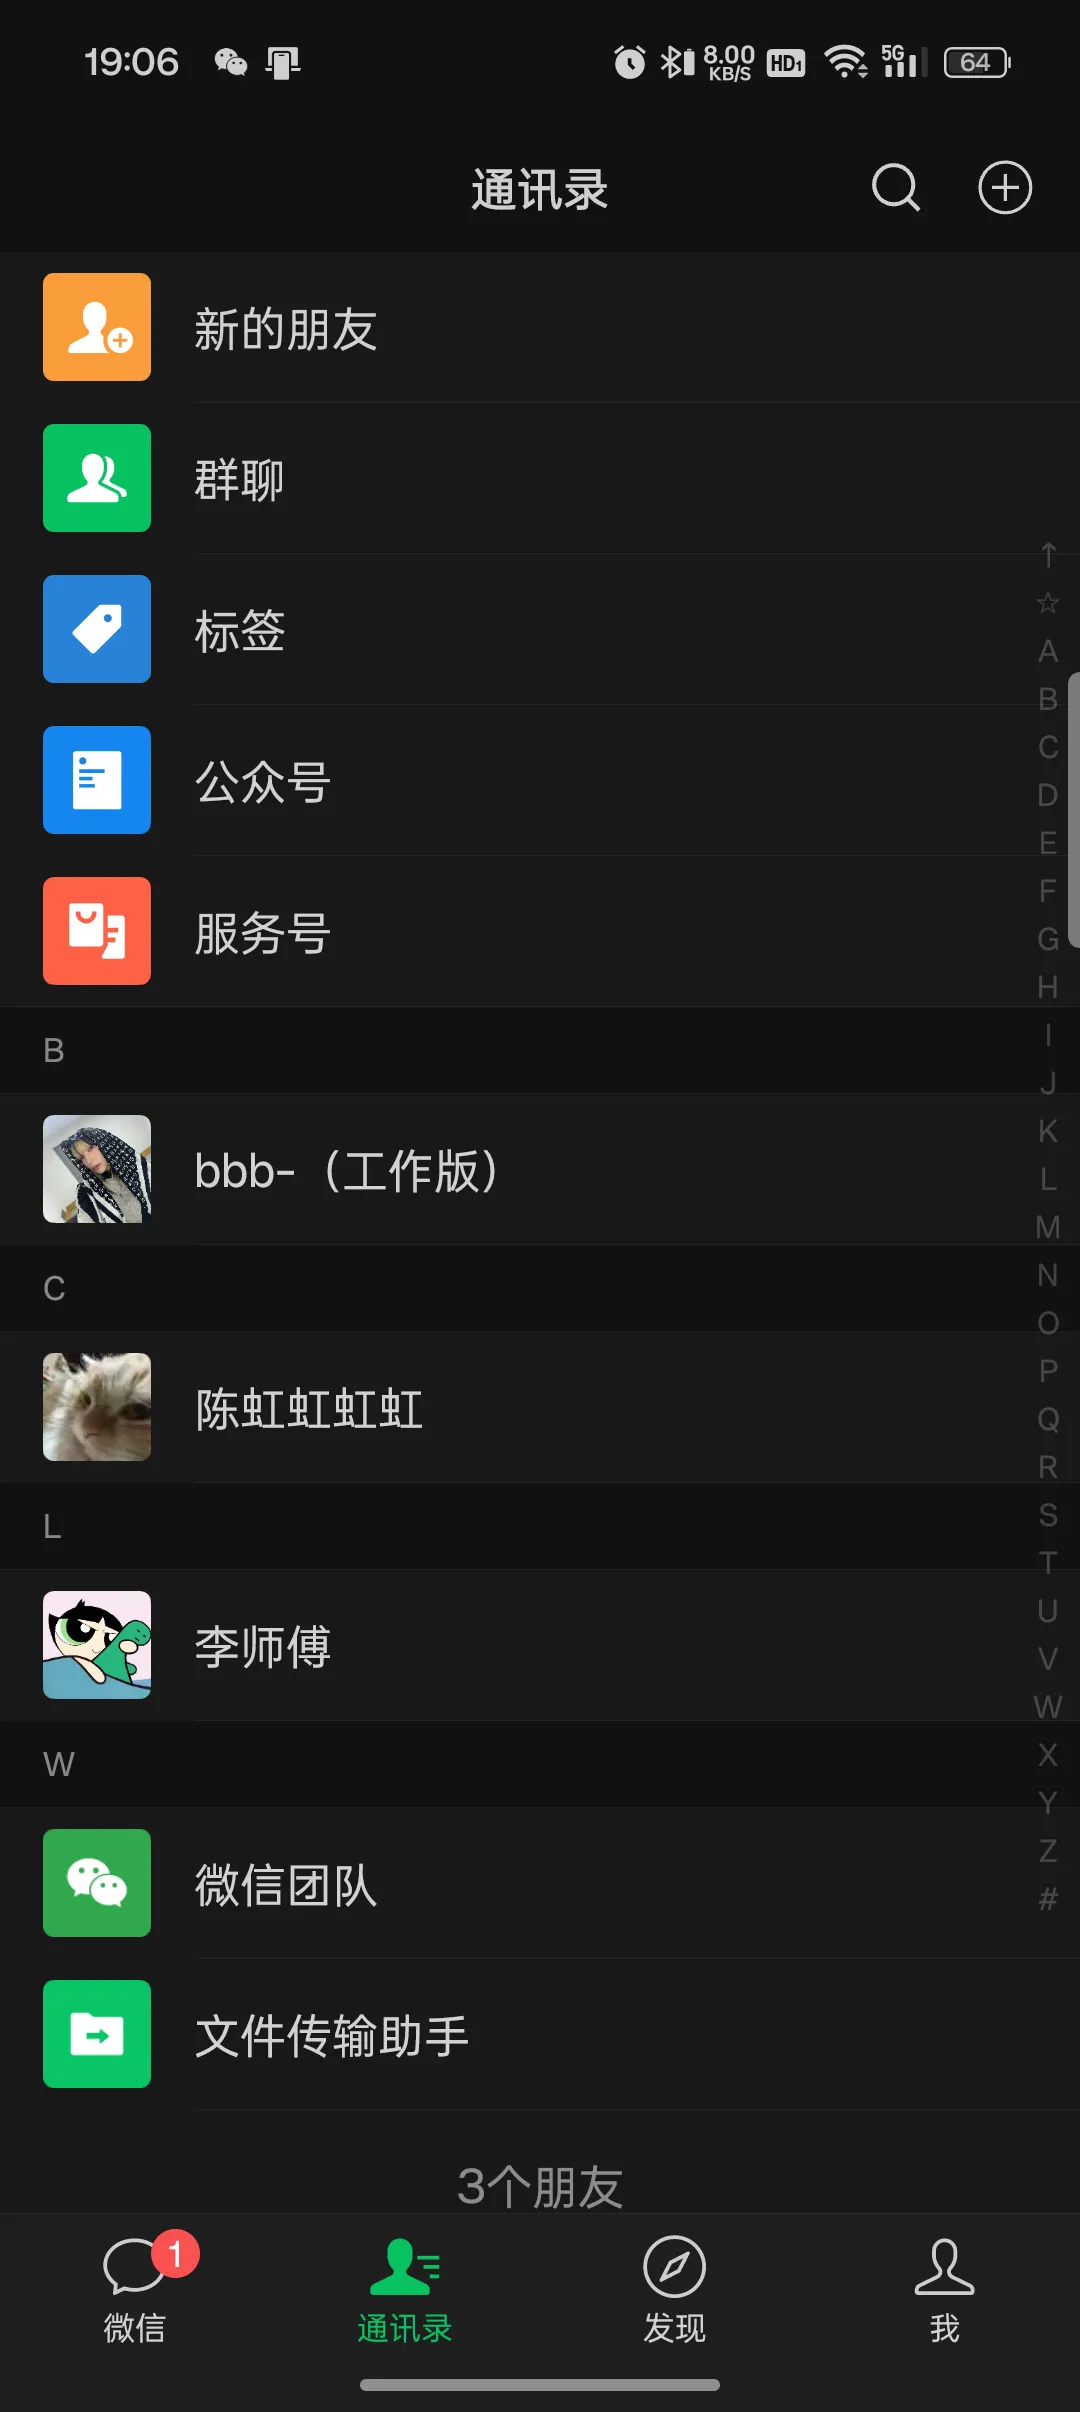 19:06 8.00 KB/S HD1 5G 64
通讯录
新的朋友
群聊
标签
公众号
服务号
B
bbb-（工作版）
C
陈虹虹虹虹
L
李师傅
W
微信团队
文件传输助手
3个朋友
↑
☆
A
B
C
D
E
F
G
H
I
J
K
L
M
N
O
P
Q
R
S
T
U
V
W
X
Y
Z
#
1
微信 通讯录 发现 我